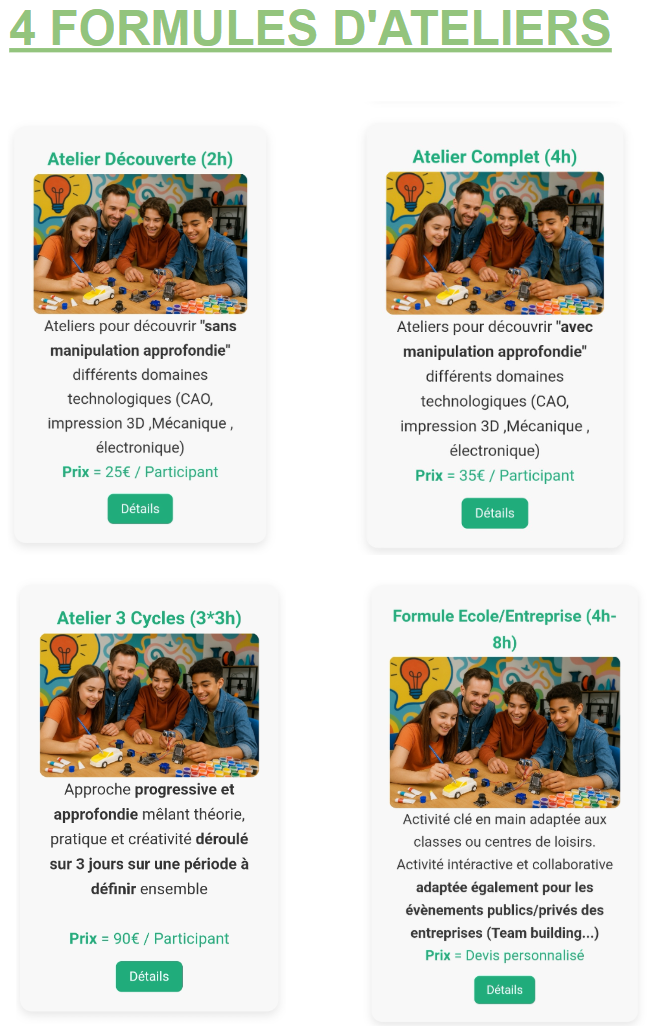 4 FORMULES D'ATELIERS
Atelier Découverte (2h)
Ateliers pour découvrir "sans
manipulation approfondie"
différents domaines
technologiques (CAO,
impression 3D ,Mécanique ,
électronique)
Prix = 25€ / Participant
Détails
Atelier Complet (4h)
Ateliers pour découvrir "avec
manipulation approfondie"
différents domaines
technologiques (CAO,
impression 3D ,Mécanique ,
électronique)
Prix = 35€ / Participant
Détails
Atelier 3 Cycles (3*3h)
Approche progressive et
approfondie mêlant théorie,
pratique et créativité déroulé
sur 3 jours sur une période à
définir ensemble
Prix = 90€ / Participant
Détails
Formule Ecole/Entreprise (4h-
8h)
Activité clé en main adaptée aux
classes ou centres de loisirs.
Activité intéractive et collaborative
adaptée également pour les
évènements publics/privés des
entreprises (Team building...)
Prix = Devis personnalisé
Détails